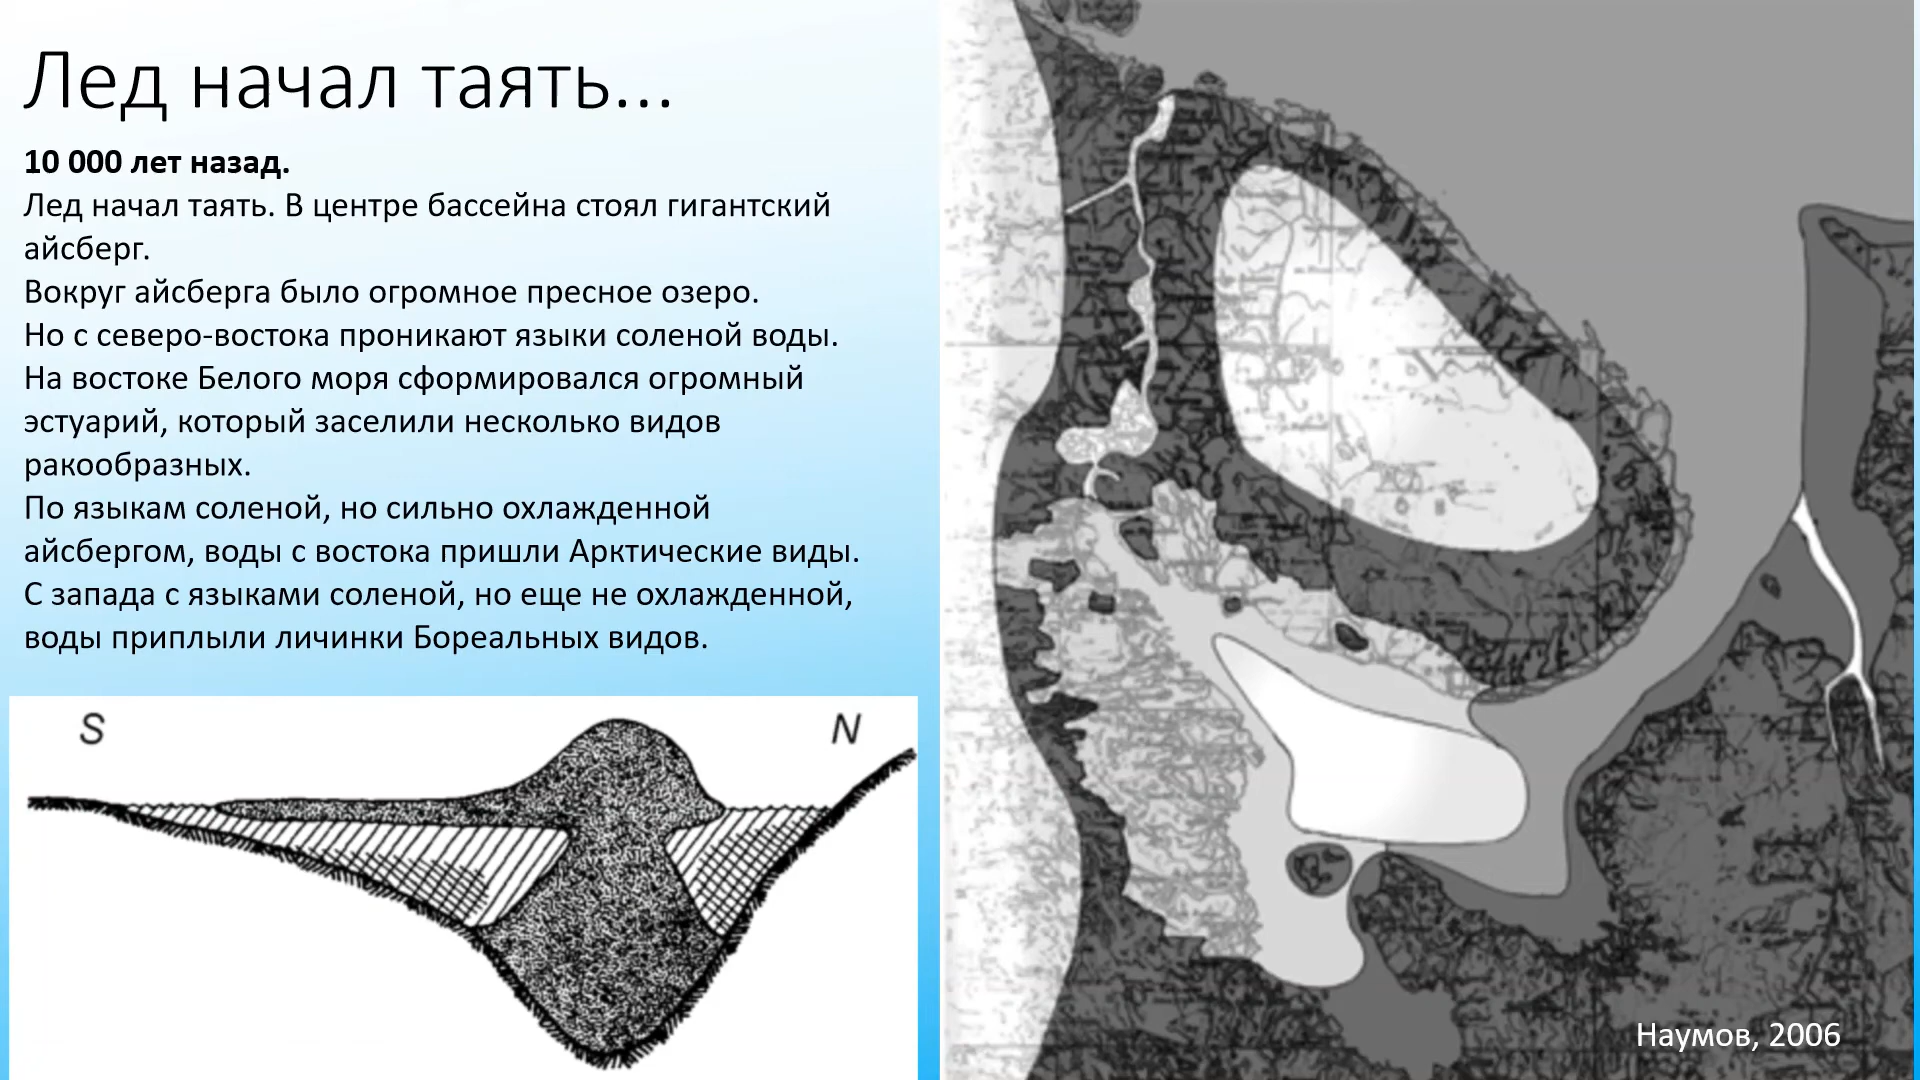 Лед начал таять...
10 000 лет назад.
Лед начал таять. В центре бассейна стоял гигантский
айсберг.
Вокруг айсберга было огромное пресное озеро.
Но с северо-востока проникают языки соленой воды.
На востоке Белого моря сформировался огромный
эстуарий, который заселили несколько видов
ракообразных.
По языкам соленой, но сильно охлажденной
айсбергом, воды с востока пришли Арктические виды.
С запада с языками соленой, но еще не охлажденной,
воды приплыли личинки Бореальных видов.
S
N
Наумов, 2006